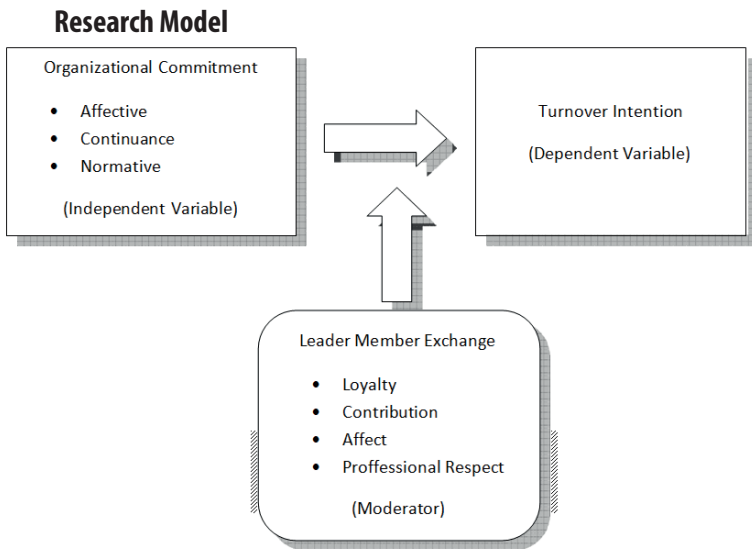 Research Model
Organizational Commitment
• Affective
• Continuance
• Normative
(Independent Variable)
Turnover Intention
(Dependent Variable)
Leader Member Exchange
• Loyalty
• Contribution
• Affect
• Proffessional Respect
(Moderator)